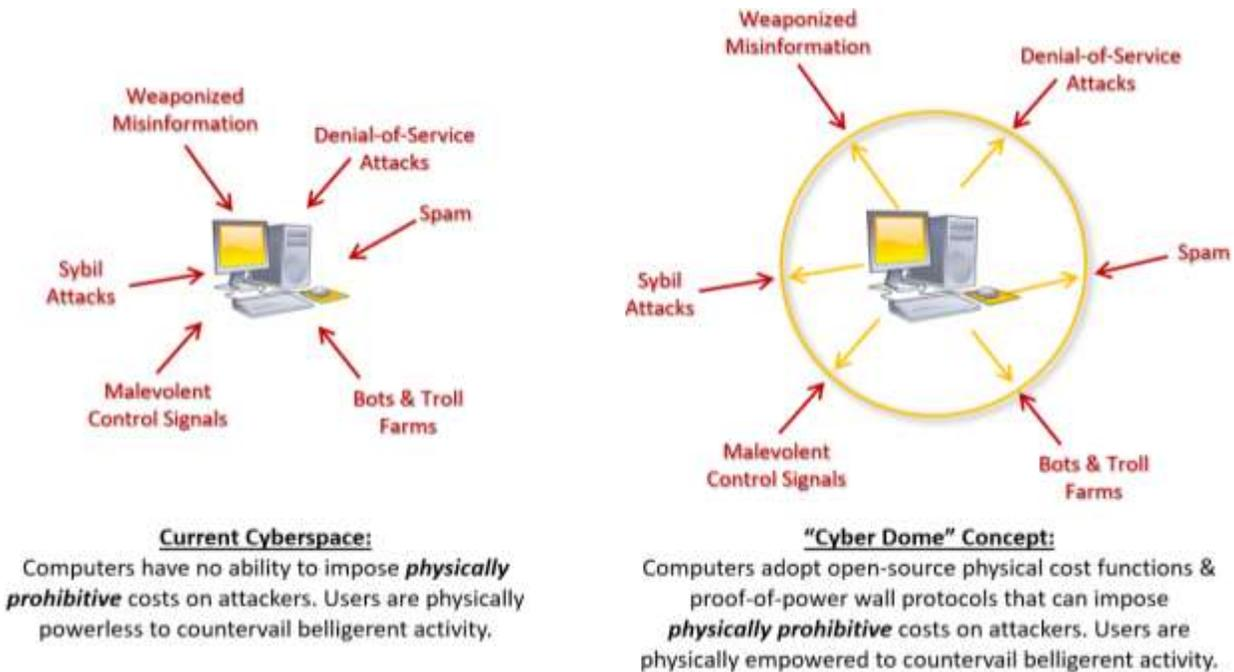 Weaponized
Misinformation
Denial-of-Service
Attacks
Spam
Sybil
Attacks
Malevolent
Control Signals
Bots & Troll
Farms
Current Cyberspace:
Computers have no ability to impose physically
prohibitive costs on attackers. Users are physically
powerless to countervail belligerent activity.
Weaponized
Misinformation
Denial-of-Service
Attacks
Spam
Sybil
Attacks
Malevolent
Control Signals
Bots & Troll
Farms
“Cyber Dome” Concept:
Computers adopt open-source physical cost functions &
proof-of-power wall protocols that can impose
physically prohibitive costs on attackers. Users are
physically empowered to countervail belligerent activity.